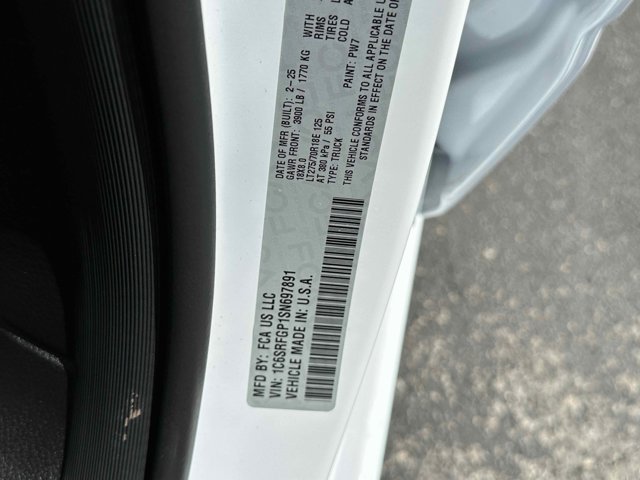 MFD BY: FCA US LLC
VIN: 1C6SRFGP1SN697891
VEHICLE MADE IN: U.S.A.
DATE OF MFR (BUILT): 2-25
GAWR FRONT: 3900 LB / 1770 KG WITH
18X8.0 RIMS
LT275/70R18E 125 TIRES
AT 380 kPa / 55 PSI COLD
TYPE: TRUCK PAINT: PW7
THIS VEHICLE CONFORMS TO ALL APPLICABLE
STANDARDS IN EFFECT ON THE DATE OF